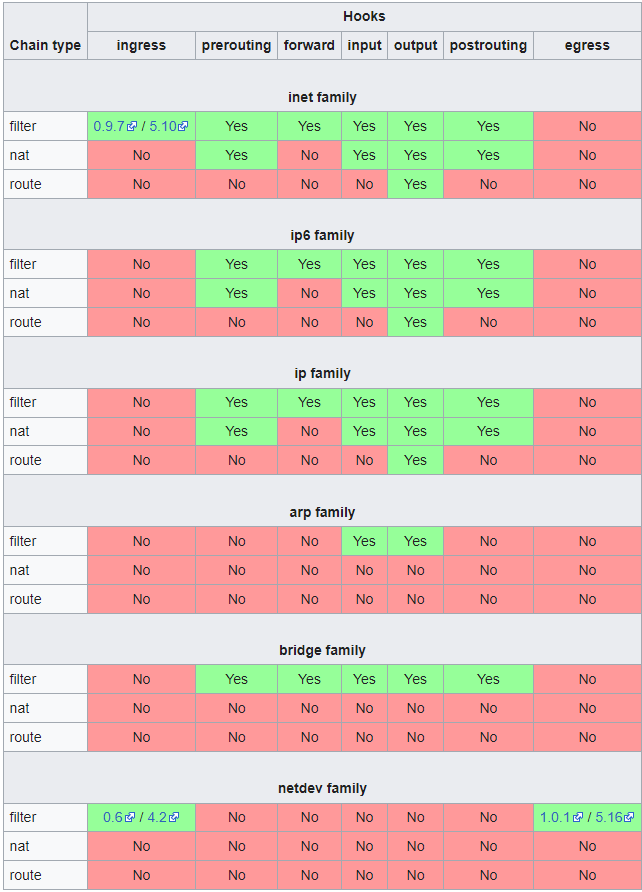 Hooks
Chain type ingress prerouting forward input output postrouting egress
inet family
filter 0.9.7 / 5.10 Yes Yes Yes Yes Yes No
nat No Yes No Yes Yes Yes No
route No No No No Yes No No
ip6 family
filter No Yes Yes Yes Yes Yes No
nat No Yes No Yes Yes Yes No
route No No No No Yes No No
ip family
filter No Yes Yes Yes Yes Yes No
nat No Yes No Yes Yes Yes No
route No No No No Yes No No
arp family
filter No No No Yes Yes No No
nat No No No No No No No
route No No No No No No No
bridge family
filter No Yes Yes Yes Yes Yes No
nat No No No No No No No
route No No No No No No No
netdev family
filter 0.6 / 4.2 No No No No No 1.0.1 / 5.16
nat No No No No No No No
route No No No No No No No